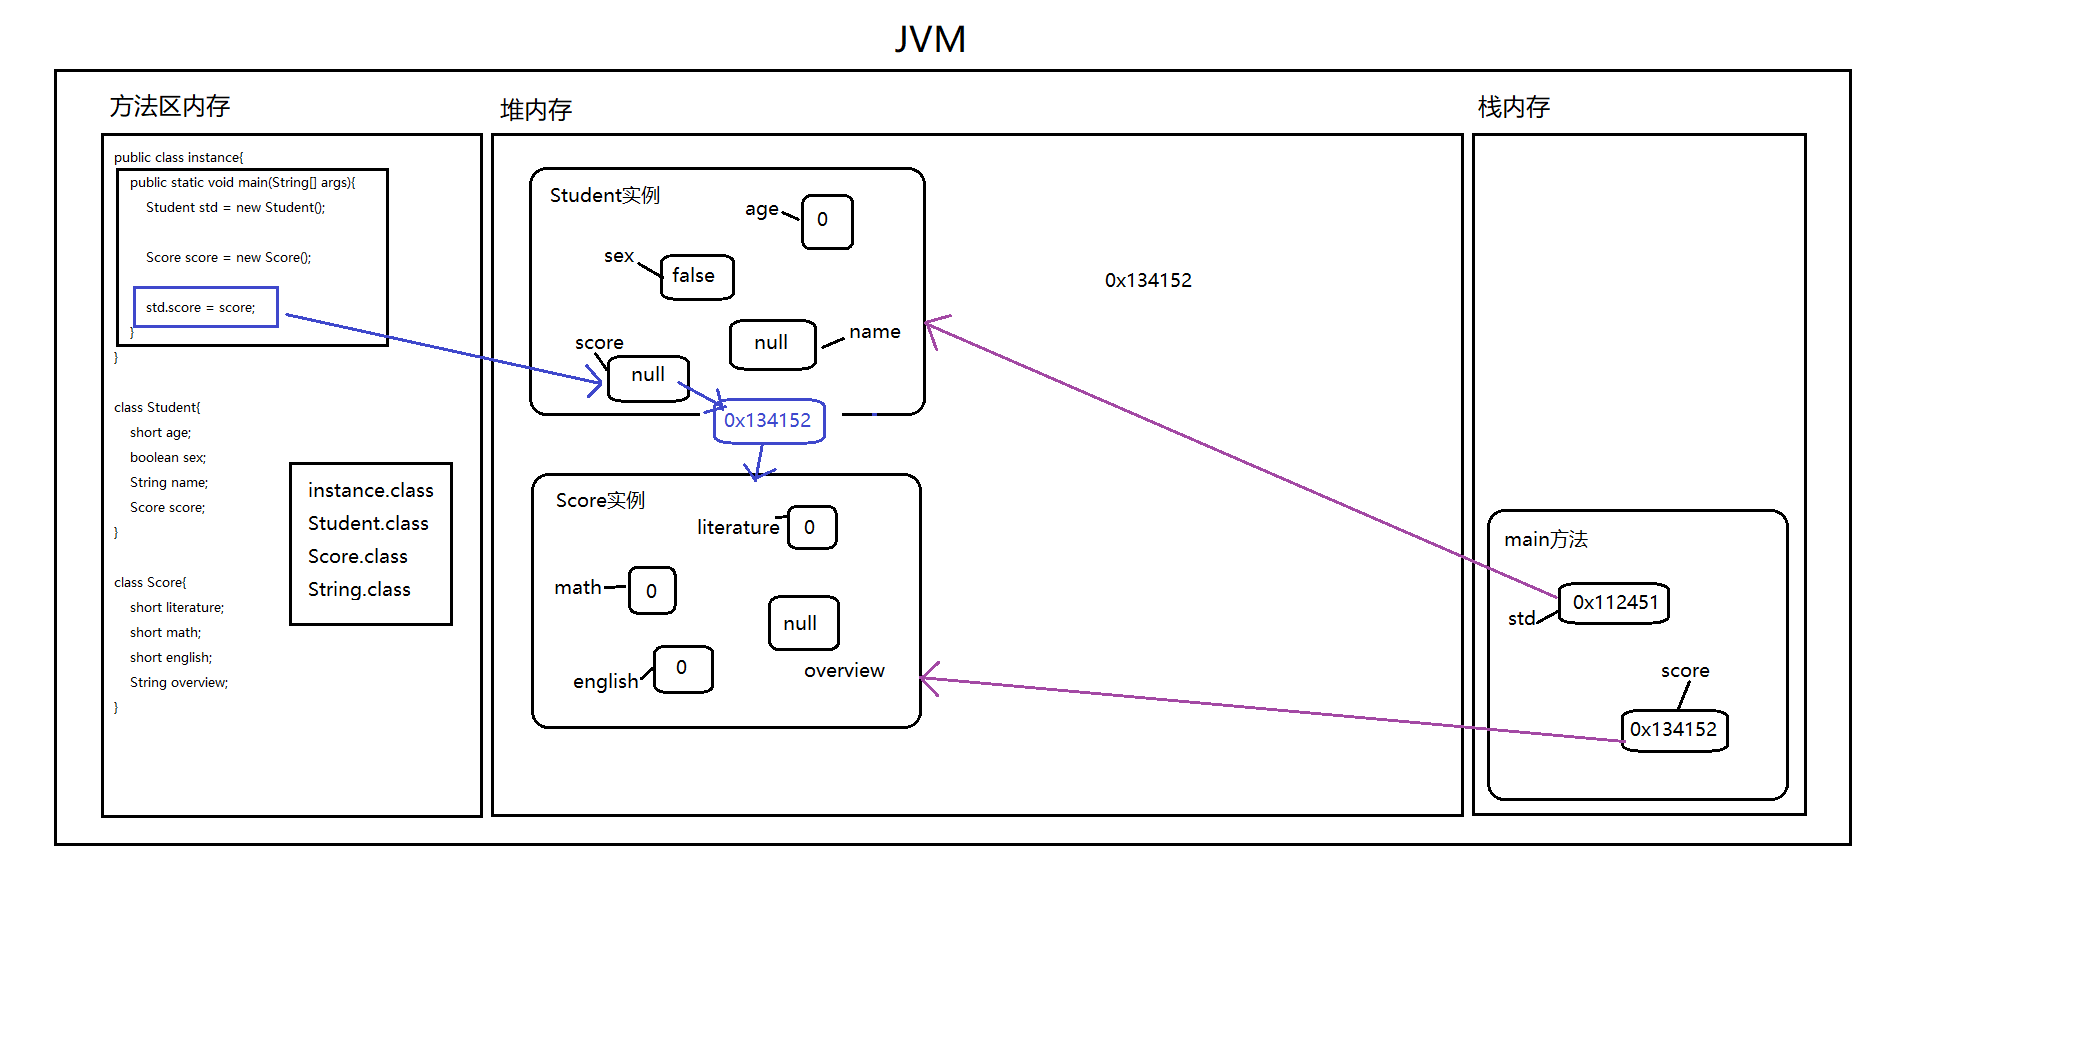 JVM
方法区内存
public class instance{
public static void main(String[] args){
Student std = new Student();
Score score = new Score();
std.score = score;
}
}
class Student{
short age;
boolean sex;
String name;
Score score;
}
class Score{
short literature;
short math;
short english;
String overview;
}
instance.class
Student.class
Score.class
String.class
堆内存
Student实例
age
0
sex
false
null
name
score
null
0x134152
0x134152
Score实例
literature
0
math
0
null
overview
english
0
栈内存
main方法
0x112451
std
score
0x134152